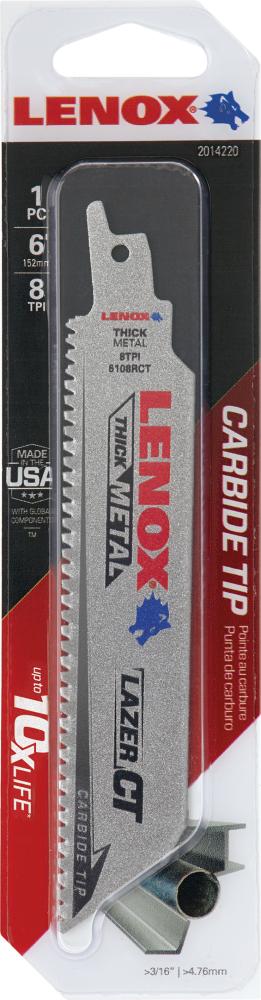 LENOX
2014220
1
PC
6
152mm
8
TPI
LENOX
THICK
METAL
8TPI
6108RCT
LENOX
THICK
METAL
LAZER CT
CARBIDE TIP
MADE
IN THE
USA
WITH GLOBAL
COMPONENTS
TM
up to
10X LIFE*
CARBIDE TIP
Pointe au carbure
Punta de carburo
>3/16" | >4.76mm